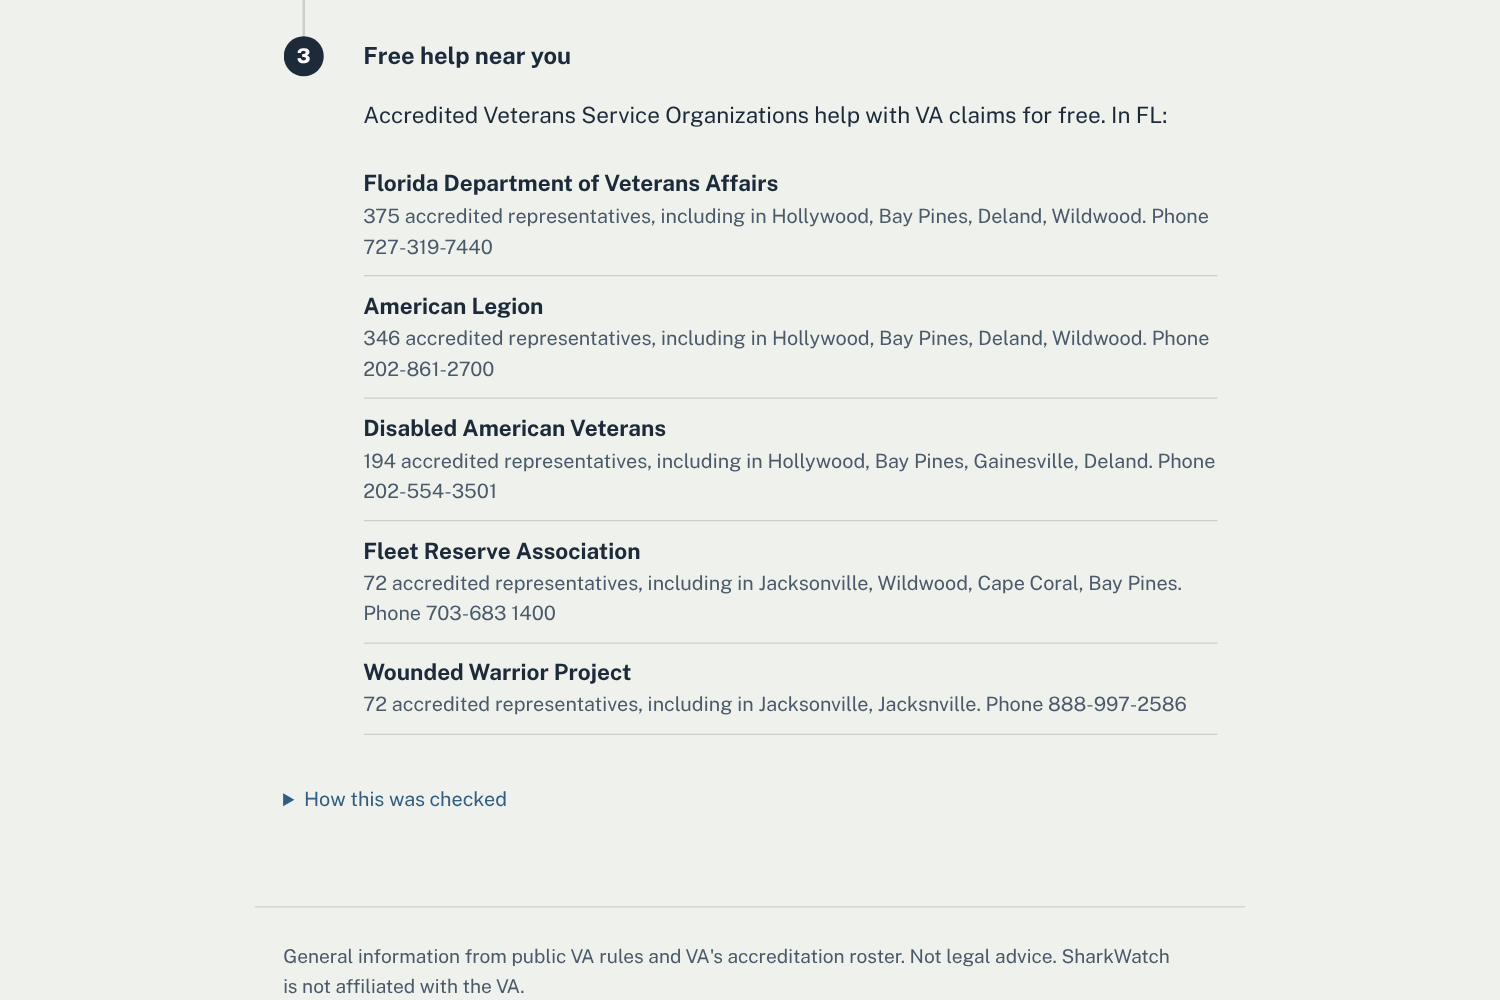 3
Free help near you
Accredited Veterans Service Organizations help with VA claims for free. In FL:
Florida Department of Veterans Affairs
375 accredited representatives, including in Hollywood, Bay Pines, Deland, Wildwood. Phone
727-319-7440
American Legion
346 accredited representatives, including in Hollywood, Bay Pines, Deland, Wildwood. Phone
202-861-2700
Disabled American Veterans
194 accredited representatives, including in Hollywood, Bay Pines, Gainesville, Deland. Phone
202-554-3501
Fleet Reserve Association
72 accredited representatives, including in Jacksonville, Wildwood, Cape Coral, Bay Pines.
Phone 703-683 1400
Wounded Warrior Project
72 accredited representatives, including in Jacksonville, Jacksnville. Phone 888-997-2586
How this was checked
General information from public VA rules and VA's accreditation roster. Not legal advice. SharkWatch
is not affiliated with the VA.